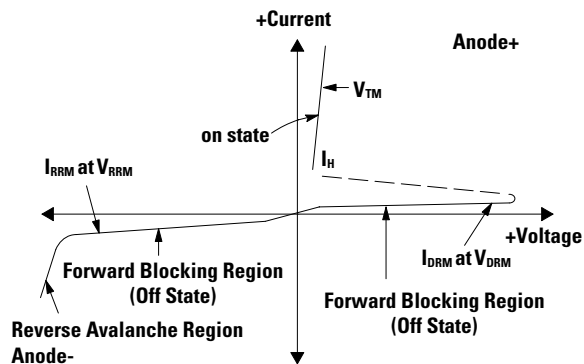 +Current
Anode+
VTM
on state
IH
IRRM at VRRM
+Voltage
IDRM at VDRM
Forward Blocking Region
(Off State)
Forward Blocking Region
(Off State)
Reverse Avalanche Region
Anode-